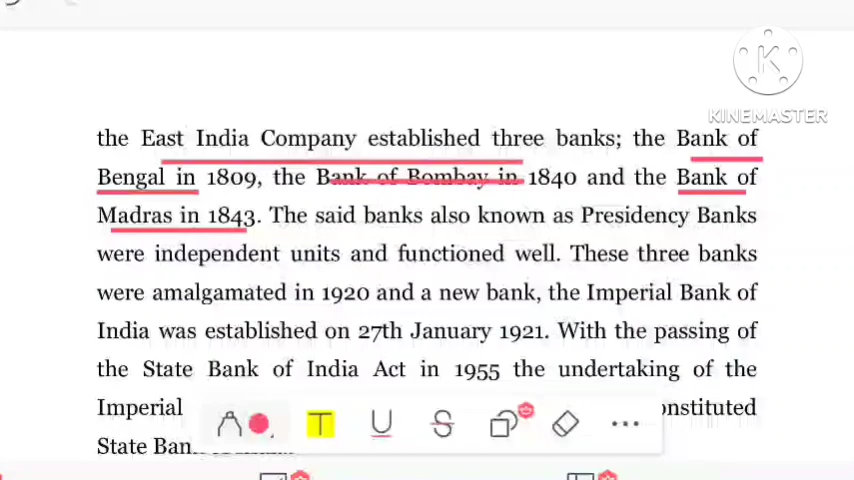 KINEMASTER
the East India Company established three banks; the Bank of
Bengal in 1809, the Bank of Bombay in 1840 and the Bank of
Madras in 1843. The said banks also known as Presidency Banks
were independent units and functioned well. These three banks
were amalgamated in 1920 and a new bank, the Imperial Bank of
India was established on 27th January 1921. With the passing of
the State Bank of India Act in 1955 the undertaking of the
Imperial onstituted
State Ban